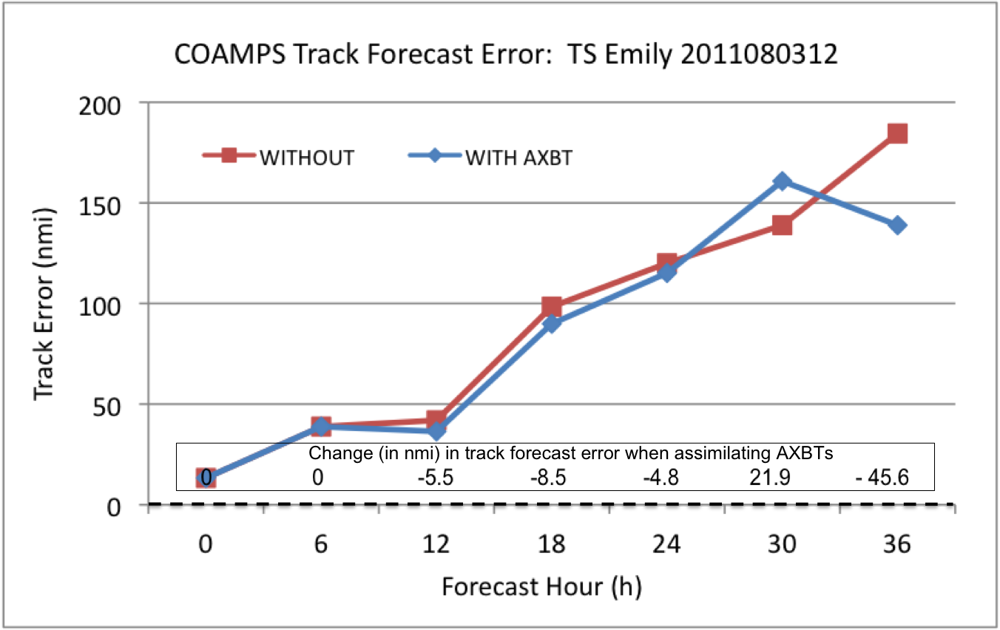 COAMPS Track Forecast Error:  TS Emily 2011080312
200
WITHOUT WITH AXBT
150
100
50
0
Track Error (nmi)
Change (in nmi) in track forecast error when assimilating AXBTs
0 0 -5.5 -8.5 -4.8 21.9 - 45.6
0 6 12 18 24 30 36
Forecast Hour (h)